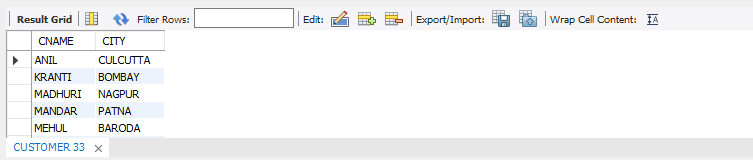 Result Grid Filter Rows: Edit: Export/Import: Wrap Cell Content: IA
CNAME CITY
ANIL CULCUTTA
KRANTI BOMBAY
MADHURI NAGPUR
MANDAR PATNA
MEHUL BARODA
CUSTOMER 33 ×